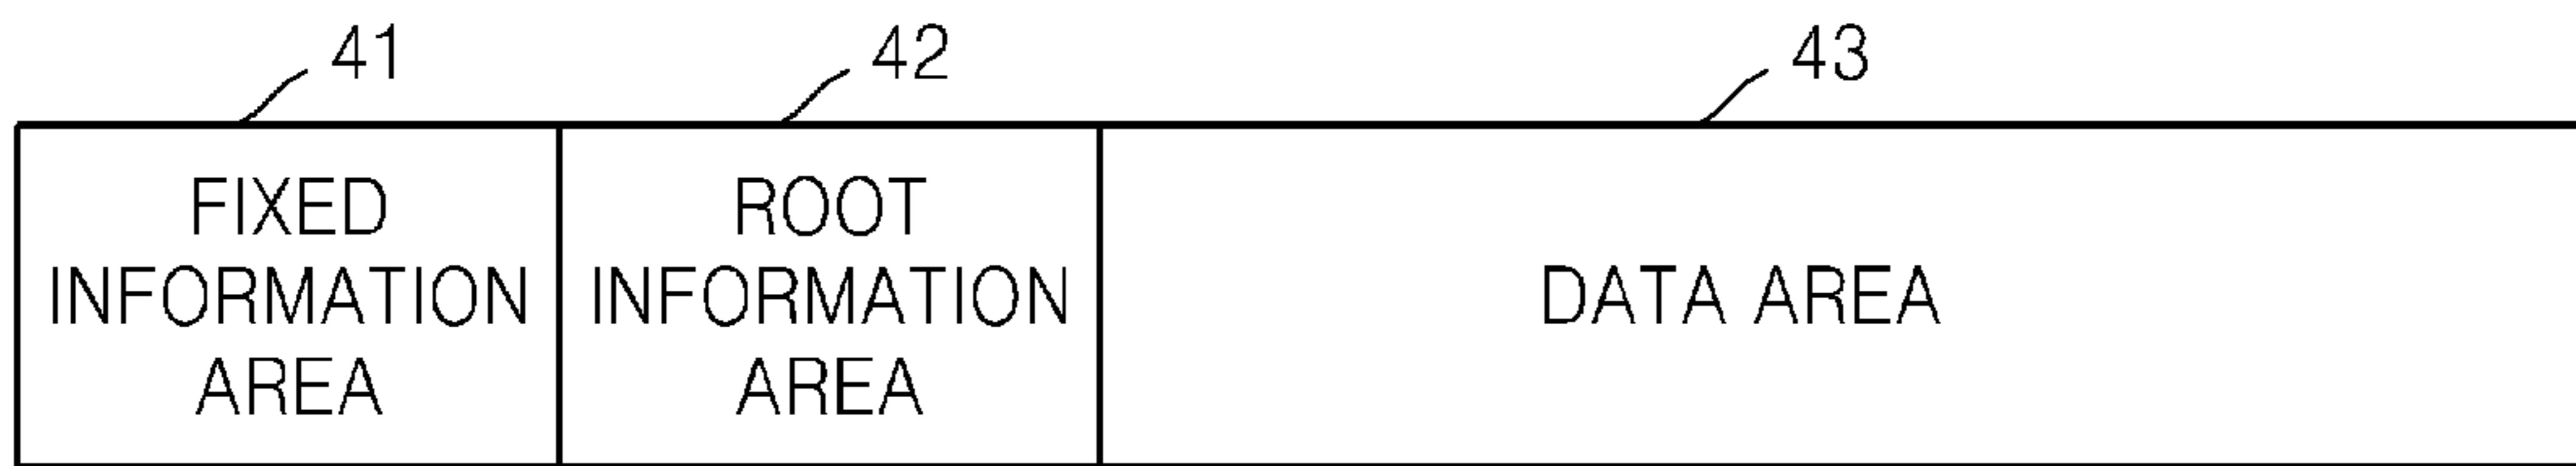 41
42
43
FIXED
INFORMATION
AREA
ROOT
INFORMATION
AREA
DATA AREA